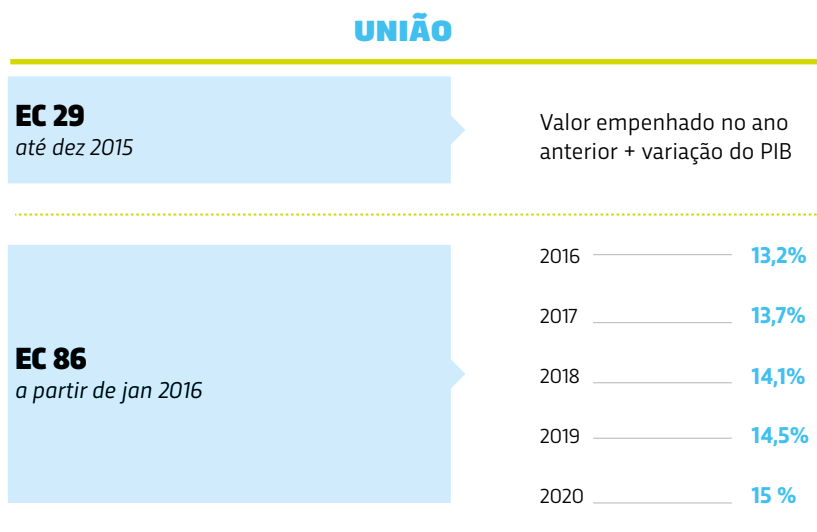 UNIÃO
EC 29
até dez 2015
Valor empenhado no ano
anterior + variação do PIB
EC 86
a partir de jan 2016
2016 13,2%
2017 13,7%
2018 14,1%
2019 14,5%
2020 15 %